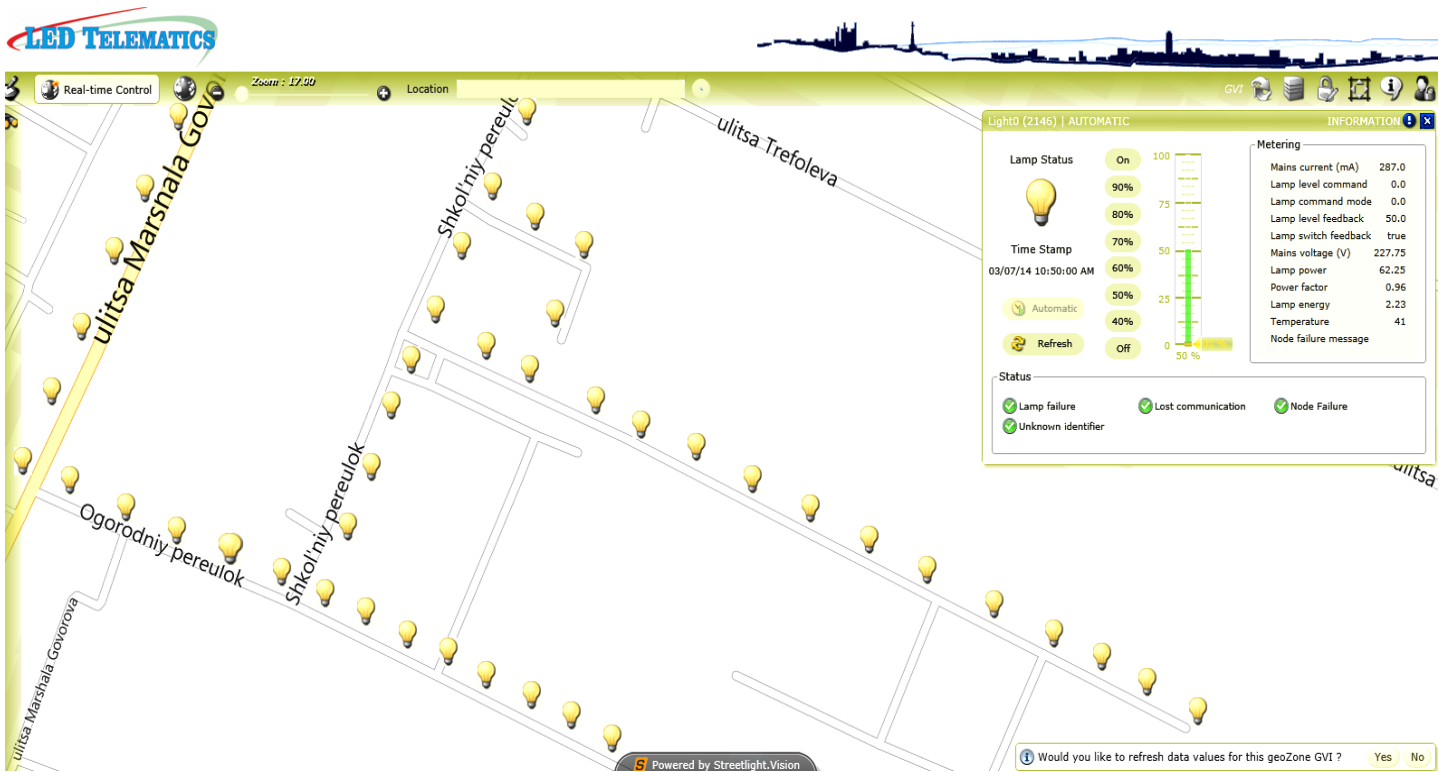 LED TELEMATICS
Real-time Control
Zoom : 17.00
Location
GVI
Light0 (2146) | AUTOMATIC
INFORMATION
Lamp Status
Time Stamp
03/07/14 10:50:00 AM
Automatic
Refresh
On
90%
80%
70%
60%
50%
40%
Off
100
75
50
25
0
50 %
Metering
Mains current (mA) 287.0
Lamp level command 0.0
Lamp command mode 0.0
Lamp level feedback 50.0
Lamp switch feedback true
Mains voltage (V) 227.75
Lamp power 62.25
Power factor 0.96
Lamp energy 2.23
Temperature 41
Node failure message
Status
Lamp failure
Lost communication
Node Failure
Unknown identifier
ulitsa Marshala Govo
Shkol'niy pereul
ulitsa Trefoleva
ulitsa
Ogorodniy pereulok
Shkol'niy pereulok
ulitsa Marshala Govorova
S Powered by Streetlight.Vision
Would you like to refresh data values for this geoZone GVI ? Yes No